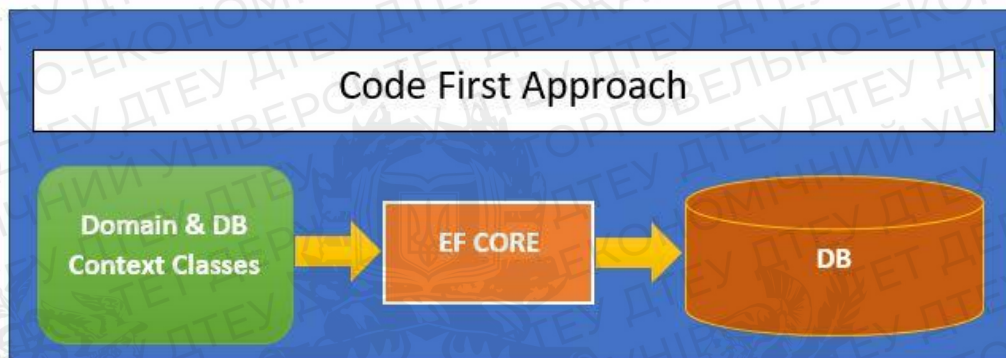 Code First Approach
Domain & DB
Context Classes
EF CORE
DB